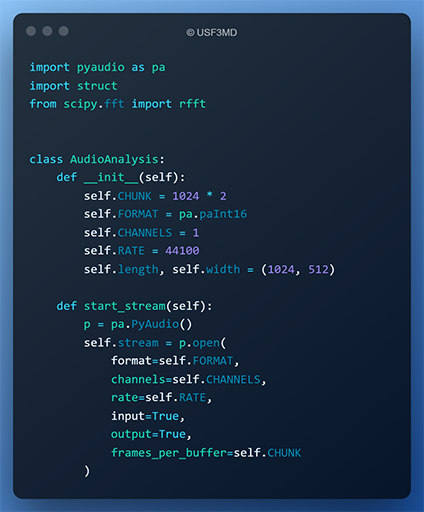 © USF3MD
import pyaudio as pa
import struct
from scipy.fft import rfft
class AudioAnalysis:
    def __init__(self):
        self.CHUNK = 1024 * 2
        self.FORMAT = pa.paInt16
        self.CHANNELS = 1
        self.RATE = 44100
        self.length, self.width = (1024, 512)
    def start_stream(self):
        p = pa.PyAudio()
        self.stream = p.open(
            format=self.FORMAT,
            channels=self.CHANNELS,
            rate=self.RATE,
            input=True,
            output=True,
            frames_per_buffer=self.CHUNK
        )